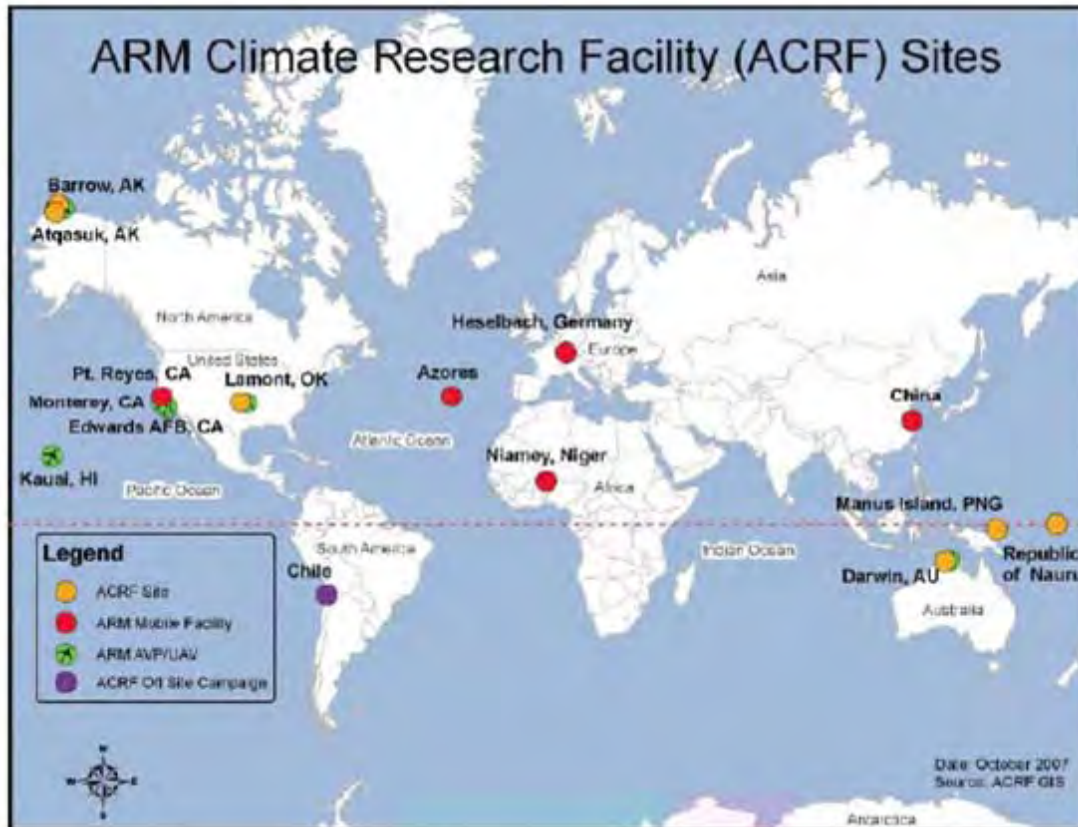 ARM Climate Research Facility (ACRF) Sites
Barrow, AK
Atqasuk, AK
Asia
North America
Heselbach, Germany
Europe
United States
Pt. Reyes, CA
Lamont, OK
Azores
China
Monterey, CA
Edwards AFB, CA
Atlantic Ocean
Niamey, Niger
Kauai, HI
Pacific Ocean
Africa
Manus Island, PNG
Legend
South America
Indian Ocean
Republic
of Nauru
Chile
Darwin, AU
ACRF Site
Australia
ARM Mobile Facility
ARM AVP/UAV
ACRF Off Site Campaign
N
W
E
S
Date: October 2007
Source: ACRF GIS
Antarctica